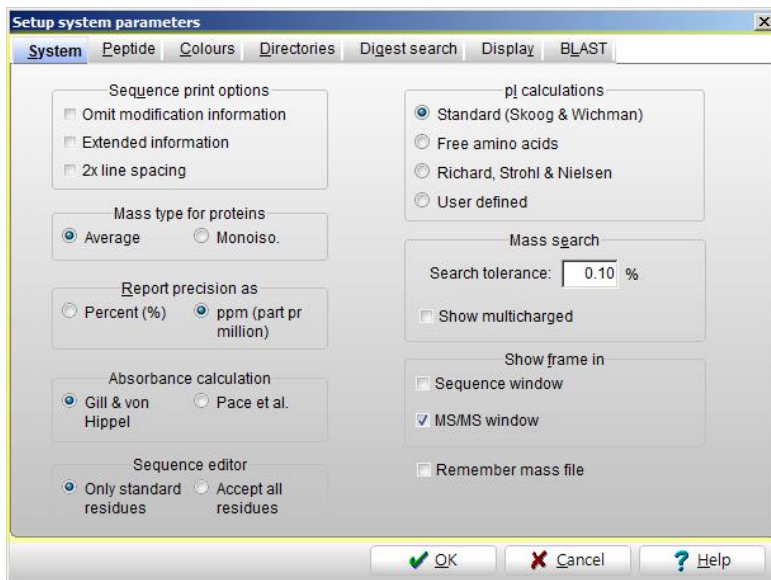 Setup system parameters
System Peptide Colours Directories Digest search Display BLAST
Sequence print options
Omit modification information
Extended information
2x line spacing
Mass type for proteins
Average Monoiso.
Report precision as
Percent (%) ppm (part pr
million)
Absorbance calculation
Gill & von Pace et al.
Hippel
Sequence editor
Only standard Accept all
residues residues
pI calculations
Standard (Skoog & Wichman)
Free amino acids
Richard, Strohl & Nielsen
User defined
Mass search
Search tolerance: 0.10 %
Show multicharged
Show frame in
Sequence window
MS/MS window
Remember mass file
OK Cancel Help